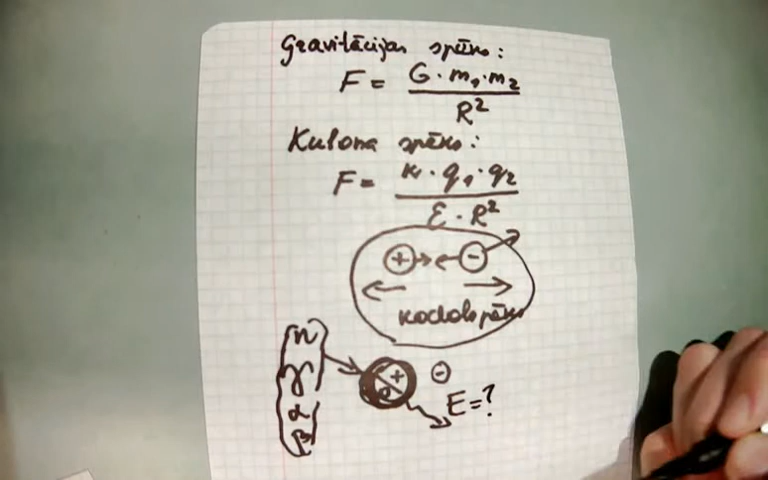 Gravitācijas spēks:
F = G · m₁ · m₂ / R²
Kulona spēks:
F = k · q₁ · q₂ / ε · R²
+ -
kodolspēks
n
γ + -
α E=?
β